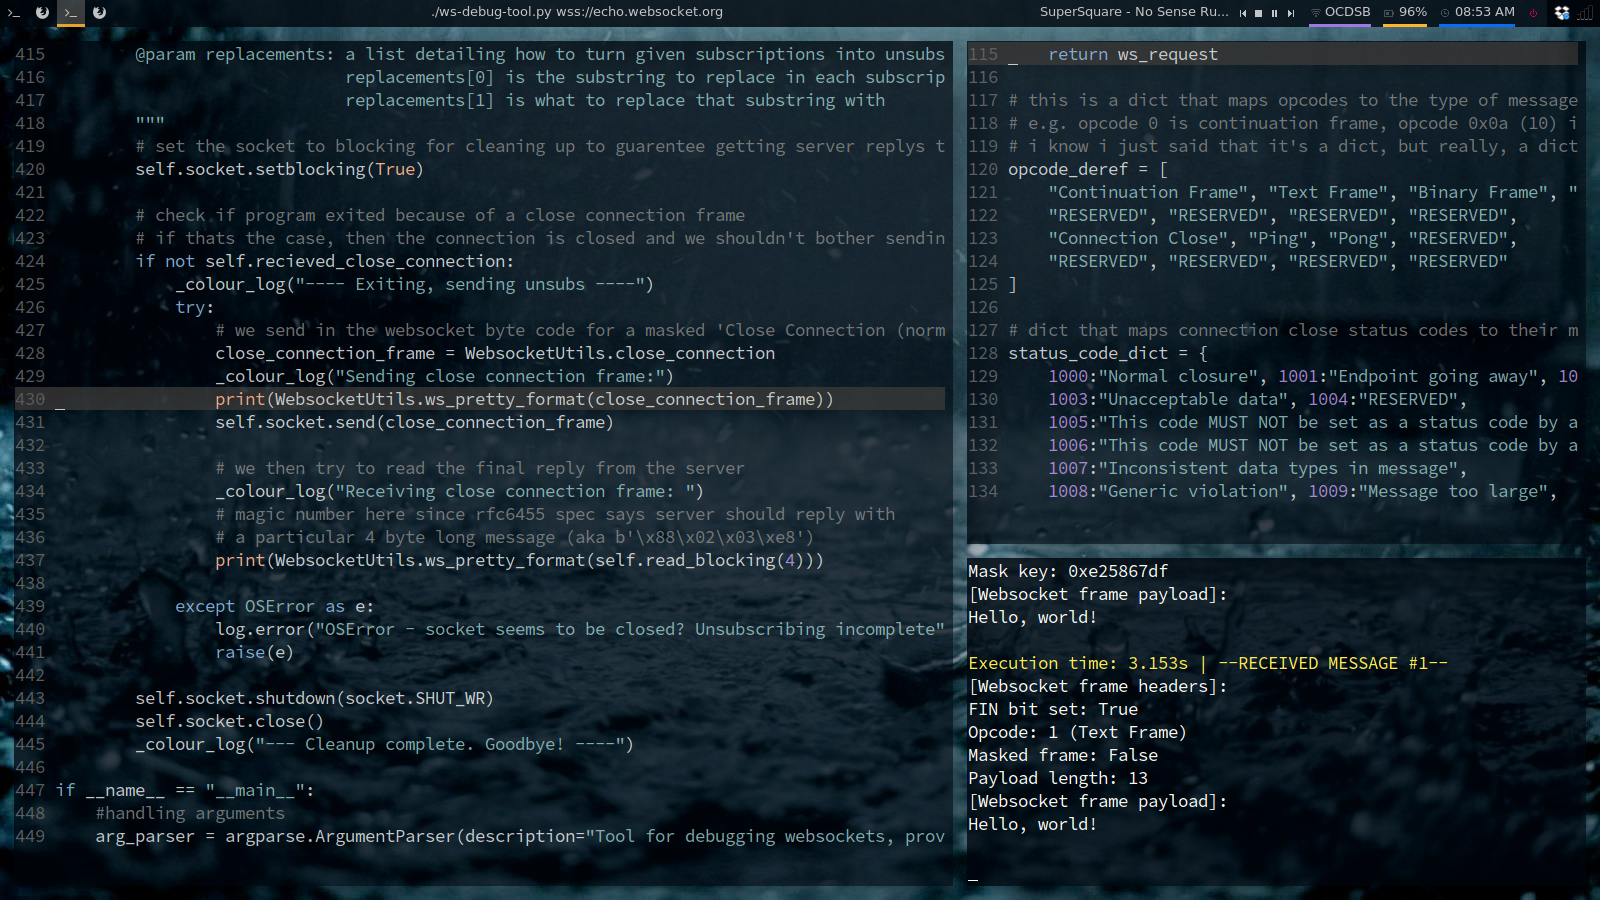 >_ >_ ./ws-debug-tool.py wss://echo.websocket.org SuperSquare - No Sense Ru... OCDSB 96% 08:53 AM
415 @param replacements: a list detailing how to turn given subscriptions into unsubs
416 replacements[0] is the substring to replace in each subscrip
417 replacements[1] is what to replace that substring with
418 """
419 # set the socket to blocking for cleaning up to guarentee getting server replys t
420 self.socket.setblocking(True)
421
422 # check if program exited because of a close connection frame
423 # if thats the case, then the connection is closed and we shouldn't bother sendin
424 if not self.recieved_close_connection:
425 _colour_log("---- Exiting, sending unsubs ----")
426 try:
427 # we send in the websocket byte code for a masked 'Close Connection (norm
428 close_connection_frame = WebsocketUtils.close_connection
429 _colour_log("Sending close connection frame:")
430 _ print(WebsocketUtils.ws_pretty_format(close_connection_frame))
431 self.socket.send(close_connection_frame)
432
433 # we then try to read the final reply from the server
434 _colour_log("Receiving close connection frame: ")
435 # magic number here since rfc6455 spec says server should reply with
436 # a particular 4 byte long message (aka b'\x88\x02\x03\xe8')
437 print(WebsocketUtils.ws_pretty_format(self.read_blocking(4)))
438
439 except OSError as e:
440 log.error("OSError - socket seems to be closed? Unsubscribing incomplete"
441 raise(e)
442
443 self.socket.shutdown(socket.SHUT_WR)
444 self.socket.close()
445 _colour_log("--- Cleanup complete. Goodbye! ----")
446
447 if __name__ == "__main__":
448 #handling arguments
449 arg_parser = argparse.ArgumentParser(description="Tool for debugging websockets, prov
115 _ return ws_request
116
117 # this is a dict that maps opcodes to the type of message
118 # e.g. opcode 0 is continuation frame, opcode 0x0a (10) i
119 # i know i just said that it's a dict, but really, a dict
120 opcode_deref = [
121 "Continuation Frame", "Text Frame", "Binary Frame", "
122 "RESERVED", "RESERVED", "RESERVED", "RESERVED",
123 "Connection Close", "Ping", "Pong", "RESERVED",
124 "RESERVED", "RESERVED", "RESERVED", "RESERVED"
125 ]
126
127 # dict that maps connection close status codes to their m
128 status_code_dict = {
129 1000:"Normal closure", 1001:"Endpoint going away", 10
130 1003:"Unacceptable data", 1004:"RESERVED",
131 1005:"This code MUST NOT be set as a status code by a
132 1006:"This code MUST NOT be set as a status code by a
133 1007:"Inconsistent data types in message",
134 1008:"Generic violation", 1009:"Message too large",
Mask key: 0xe25867df
[Websocket frame payload]:
Hello, world!
Execution time: 3.153s | --RECEIVED MESSAGE #1--
[Websocket frame headers]:
FIN bit set: True
Opcode: 1 (Text Frame)
Masked frame: False
Payload length: 13
[Websocket frame payload]:
Hello, world!
_